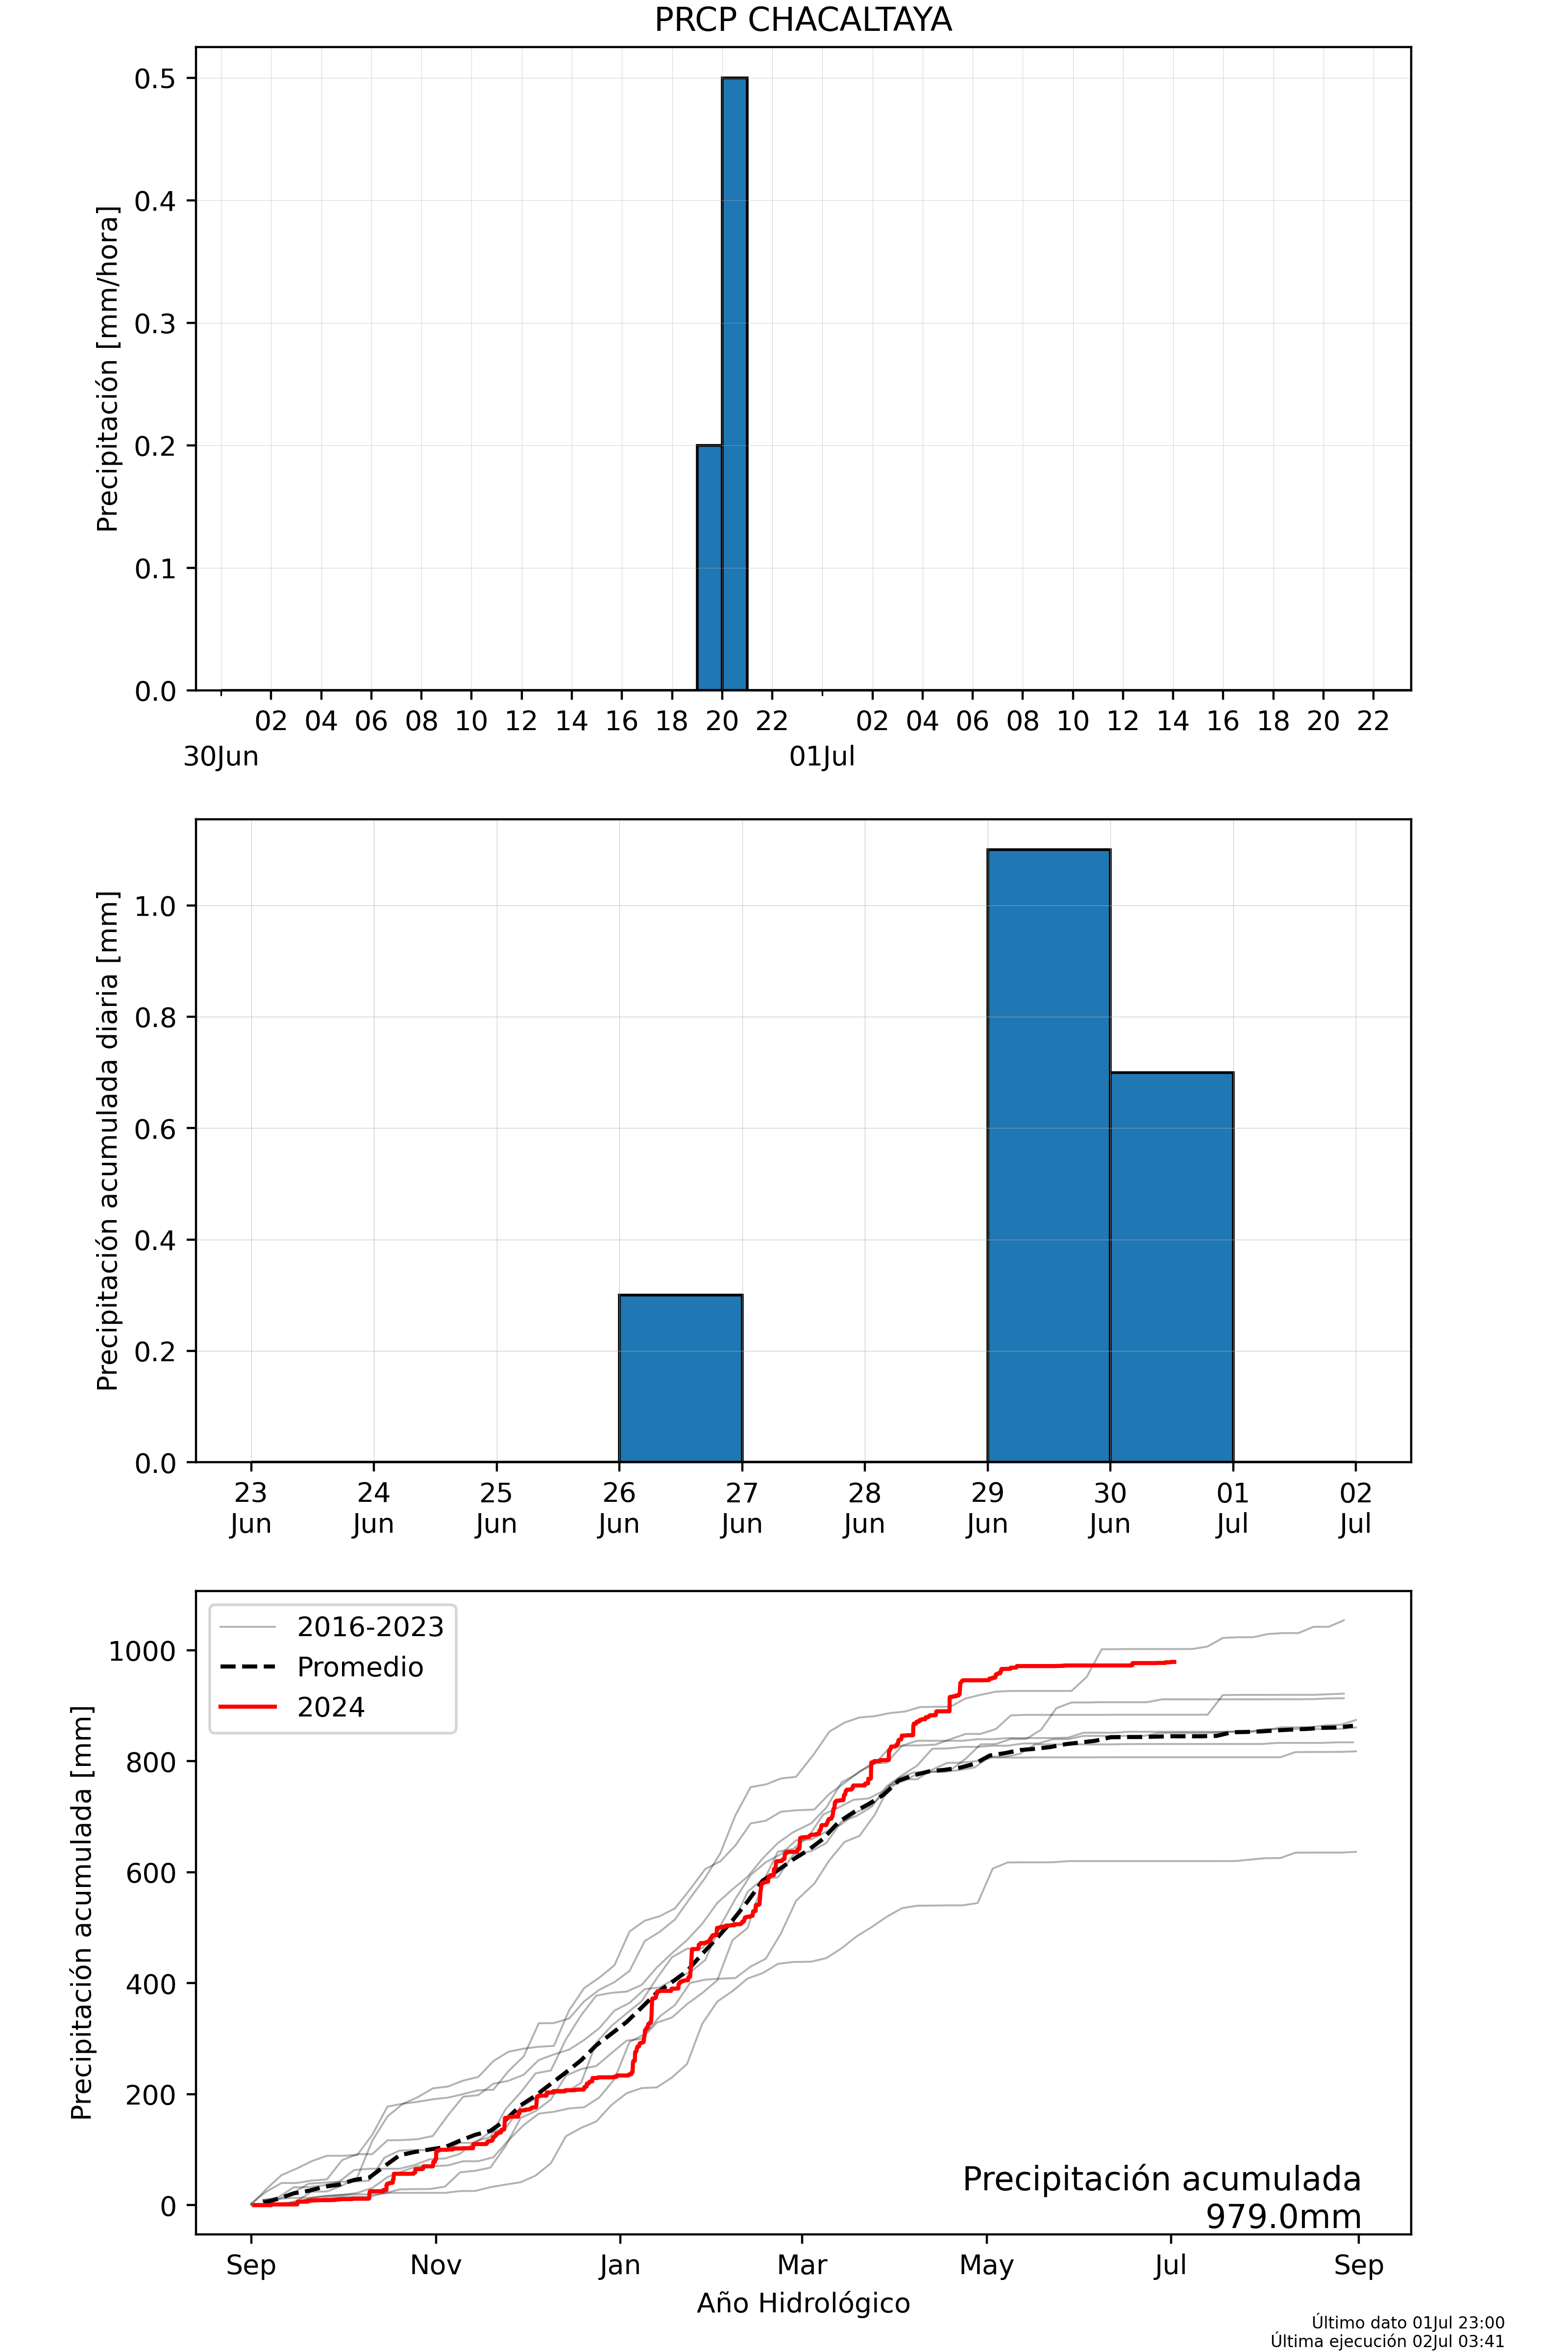 PRCP CHACALTAYA
Precipitación [mm/hora]
0.5
0.4
0.3
0.2
0.1
0.0
02 04 06 08 10 12 14 16 18 20 22 02 04 06 08 10 12 14 16 18 20 22
30Jun 01Jul
Precipitación acumulada diaria [mm]
1.0
0.8
0.6
0.4
0.2
0.0
23 24 25 26 27 28 29 30 01 02
Jun Jun Jun Jun Jun Jun Jun Jun Jul Jul
Precipitación acumulada [mm]
1000
800
600
400
200
0
2016-2023
Promedio
2024
Precipitación acumulada
979.0mm
Sep Nov Jan Mar May Jul Sep
Año Hidrológico
Último dato 01Jul 23:00
Última ejecución 02Jul 03:41